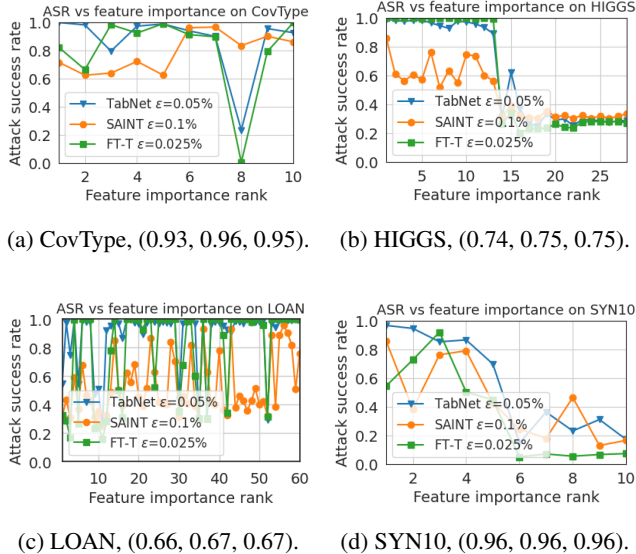 ASR vs feature importance on CovType
Attack success rate
1.0
0.8
0.6
0.4
0.2
0.0
TabNet ε=0.05%
SAINT ε=0.1%
FT-T ε=0.025%
2 4 6 8 10
Feature importance rank
(a) CovType, (0.93, 0.96, 0.95).
ASR vs feature importance on HIGGS
Attack success rate
1.0
0.8
0.6
0.4
0.2
0.0
TabNet ε=0.05%
SAINT ε=0.1%
FT-T ε=0.025%
5 10 15 20 25
Feature importance rank
(b) HIGGS, (0.74, 0.75, 0.75).
ASR vs feature importance on LOAN
Attack success rate
1.0
0.8
0.6
0.4
0.2
0.0
TabNet ε=0.05%
SAINT ε=0.1%
FT-T ε=0.025%
10 20 30 40 50 60
Feature importance rank
(c) LOAN, (0.66, 0.67, 0.67).
ASR vs feature importance on SYN10
Attack success rate
1.0
0.8
0.6
0.4
0.2
0.0
TabNet ε=0.05%
SAINT ε=0.1%
FT-T ε=0.025%
2 4 6 8 10
Feature importance rank
(d) SYN10, (0.96, 0.96, 0.96).